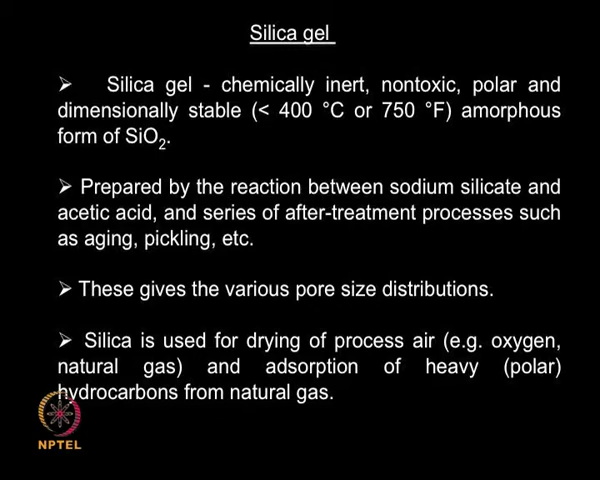 Silica gel
➢ Silica gel - chemically inert, nontoxic, polar and
dimensionally stable (< 400 °C or 750 °F) amorphous
form of SiO₂.
➢ Prepared by the reaction between sodium silicate and
acetic acid, and series of after-treatment processes such
as aging, pickling, etc.
➢ These gives the various pore size distributions.
➢ Silica is used for drying of process air (e.g. oxygen,
natural gas) and adsorption of heavy (polar)
hydrocarbons from natural gas.
NPTEL